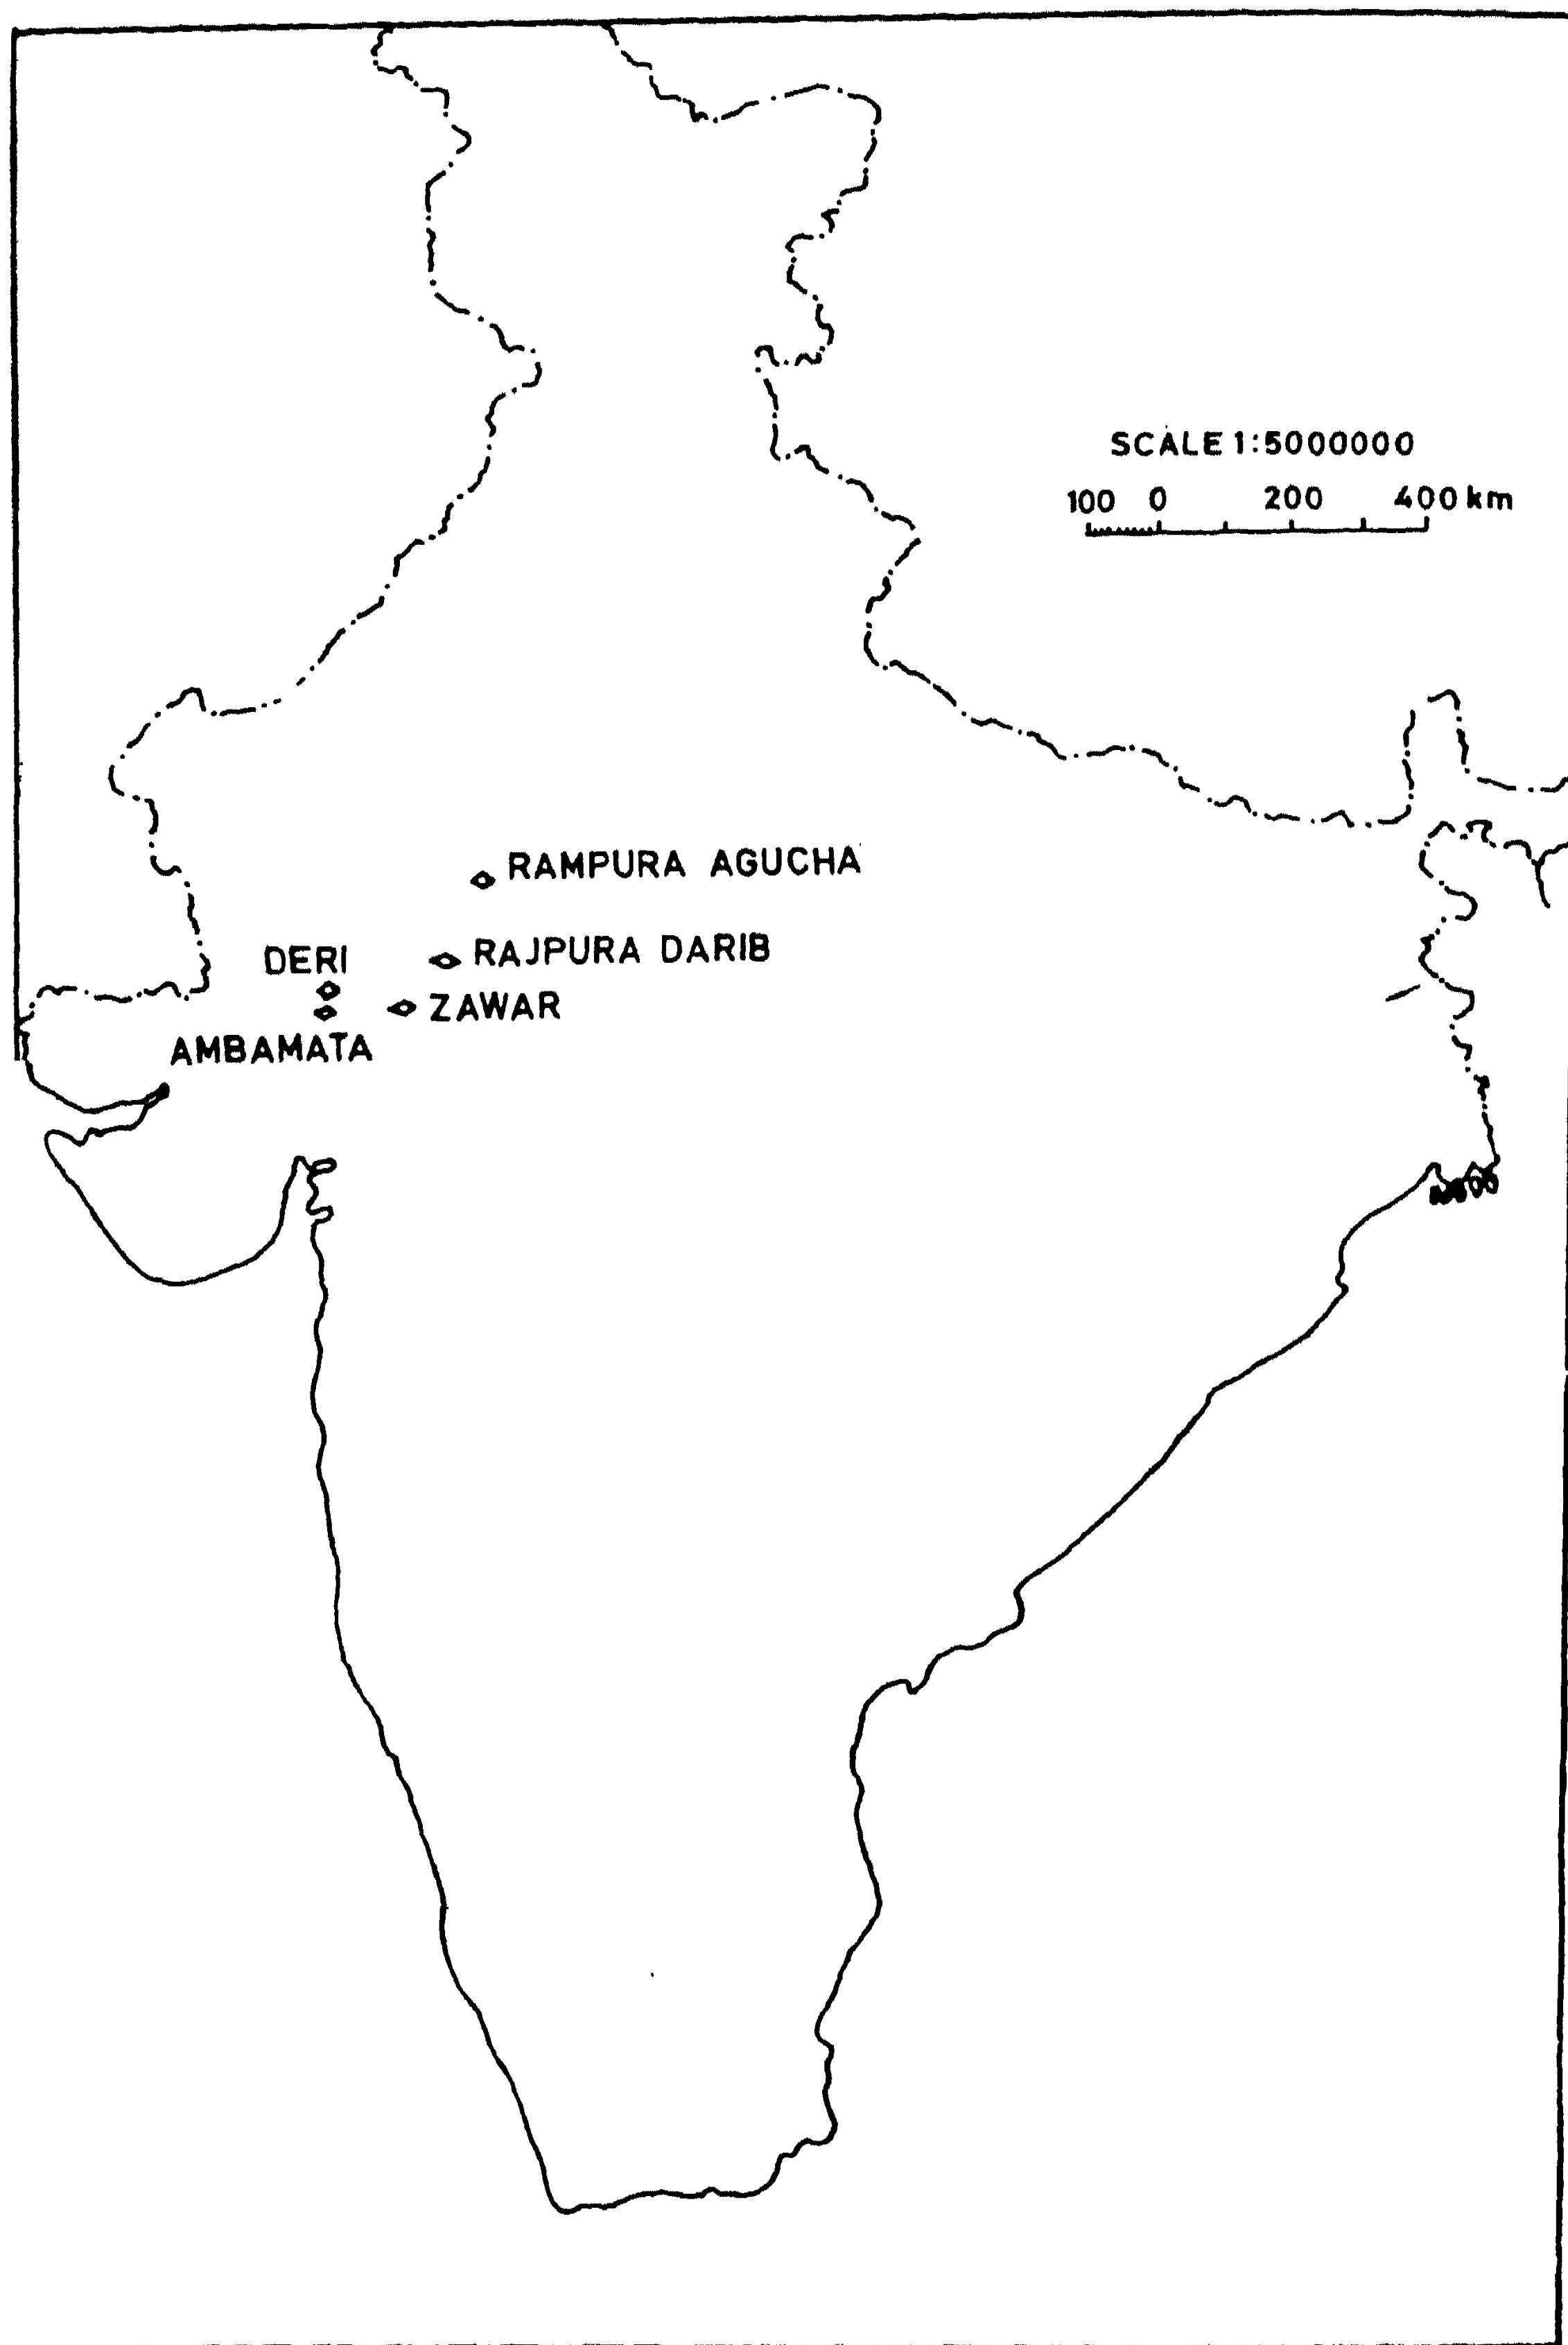 SCALE 1:5000000
100 0 200 400 km
RAMPURA AGUCHA
DERI
RAJPURA DARIB
ZAWAR
AMBAMATA